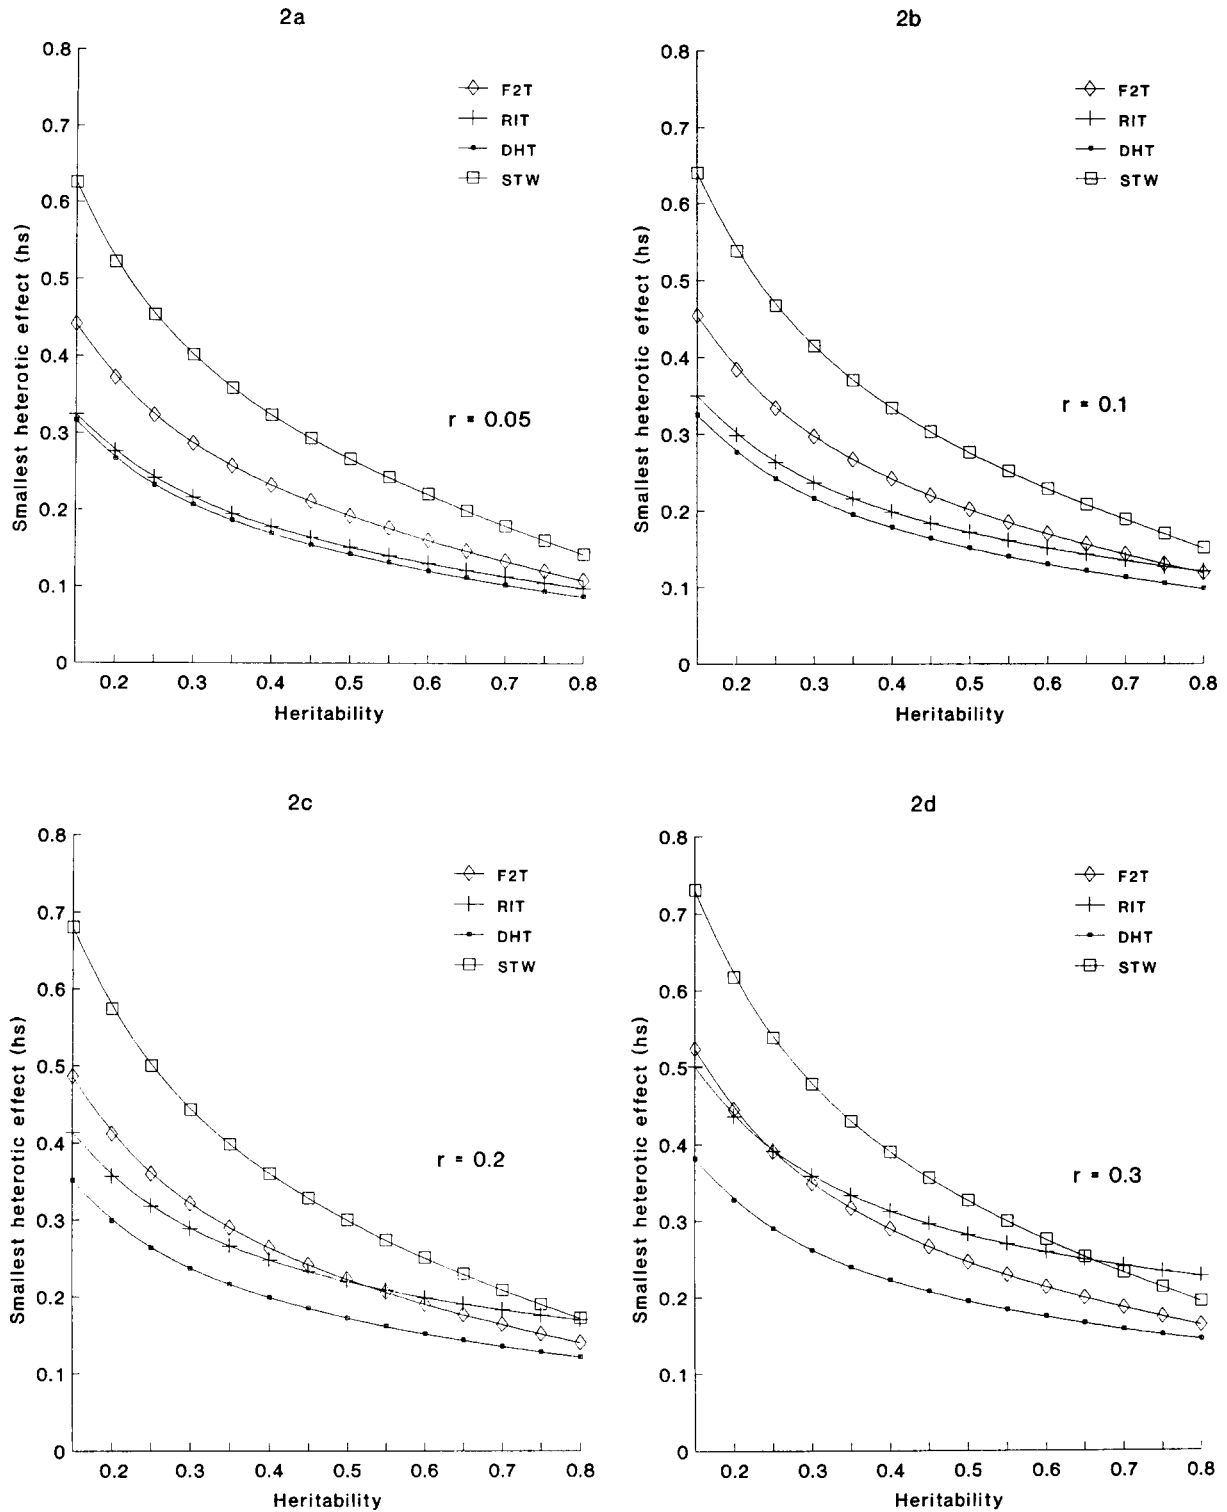 2a
0.8
0.7
0.6
0.5
0.4
0.3
0.2
0.1
0
Smallest heterotic effect (hs)
F2T
RIT
DHT
STW
r = 0.05
0.2 0.3 0.4 0.5 0.6 0.7 0.8
Heritability
2b
0.8
0.7
0.6
0.5
0.4
0.3
0.2
0.1
0
Smallest heterotic effect (hs)
F2T
RIT
DHT
STW
r = 0.1
0.2 0.3 0.4 0.5 0.6 0.7 0.8
Heritability
2c
0.8
0.7
0.6
0.5
0.4
0.3
0.2
0.1
0
Smallest heterotic effect (hs)
F2T
RIT
DHT
STW
r = 0.2
0.2 0.3 0.4 0.5 0.6 0.7 0.8
Heritability
2d
0.8
0.7
0.6
0.5
0.4
0.3
0.2
0.1
0
Smallest heterotic effect (hs)
F2T
RIT
DHT
STW
r = 0.3
0.2 0.3 0.4 0.5 0.6 0.7 0.8
Heritability